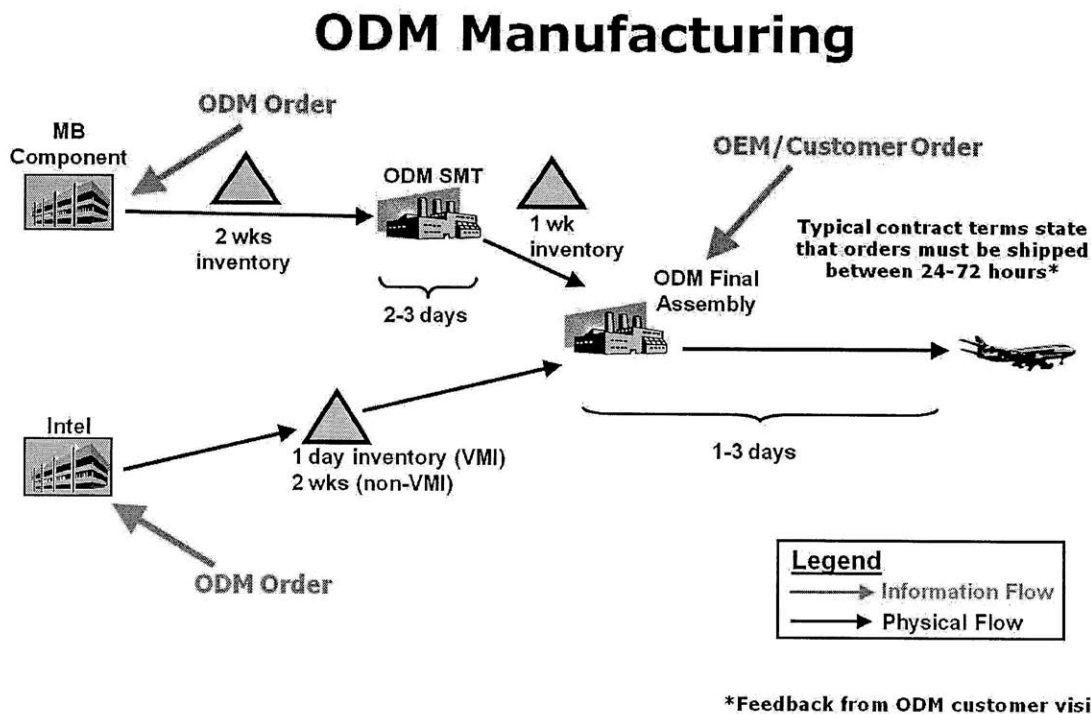 ODM Manufacturing
ODM Order
MB
Component
2 wks
inventory
ODM SMT
2-3 days
1 wk
inventory
OEM/Customer Order
Typical contract terms state
that orders must be shipped
between 24-72 hours*
ODM Final
Assembly
1-3 days
Intel
1 day inventory (VMI)
2 wks (non-VMI)
ODM Order
Legend
Information Flow
Physical Flow
*Feedback from ODM customer visi